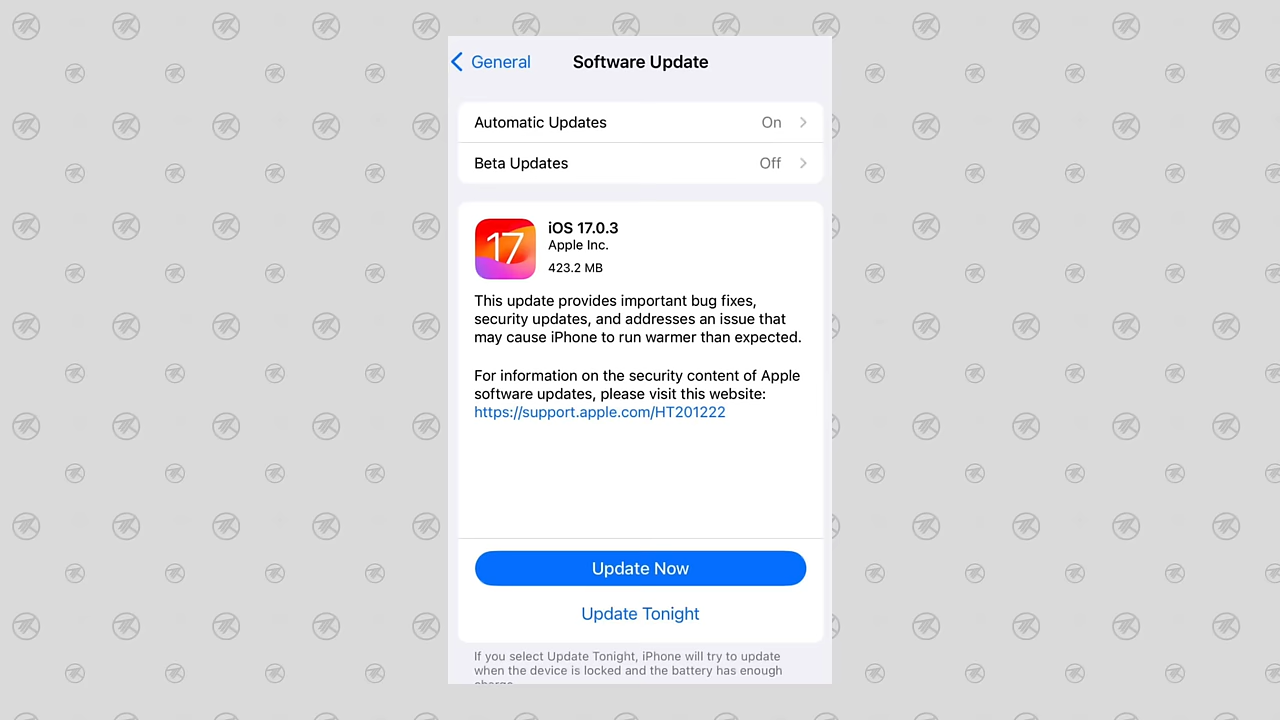 General
Software Update
Automatic Updates On
Beta Updates Off
17
iOS 17.0.3
Apple Inc.
423.2 MB
This update provides important bug fixes,
security updates, and addresses an issue that
may cause iPhone to run warmer than expected.
For information on the security content of Apple
software updates, please visit this website:
https://support.apple.com/HT201222
Update Now
Update Tonight
If you select Update Tonight, iPhone will try to update
when the device is locked and the battery has enough